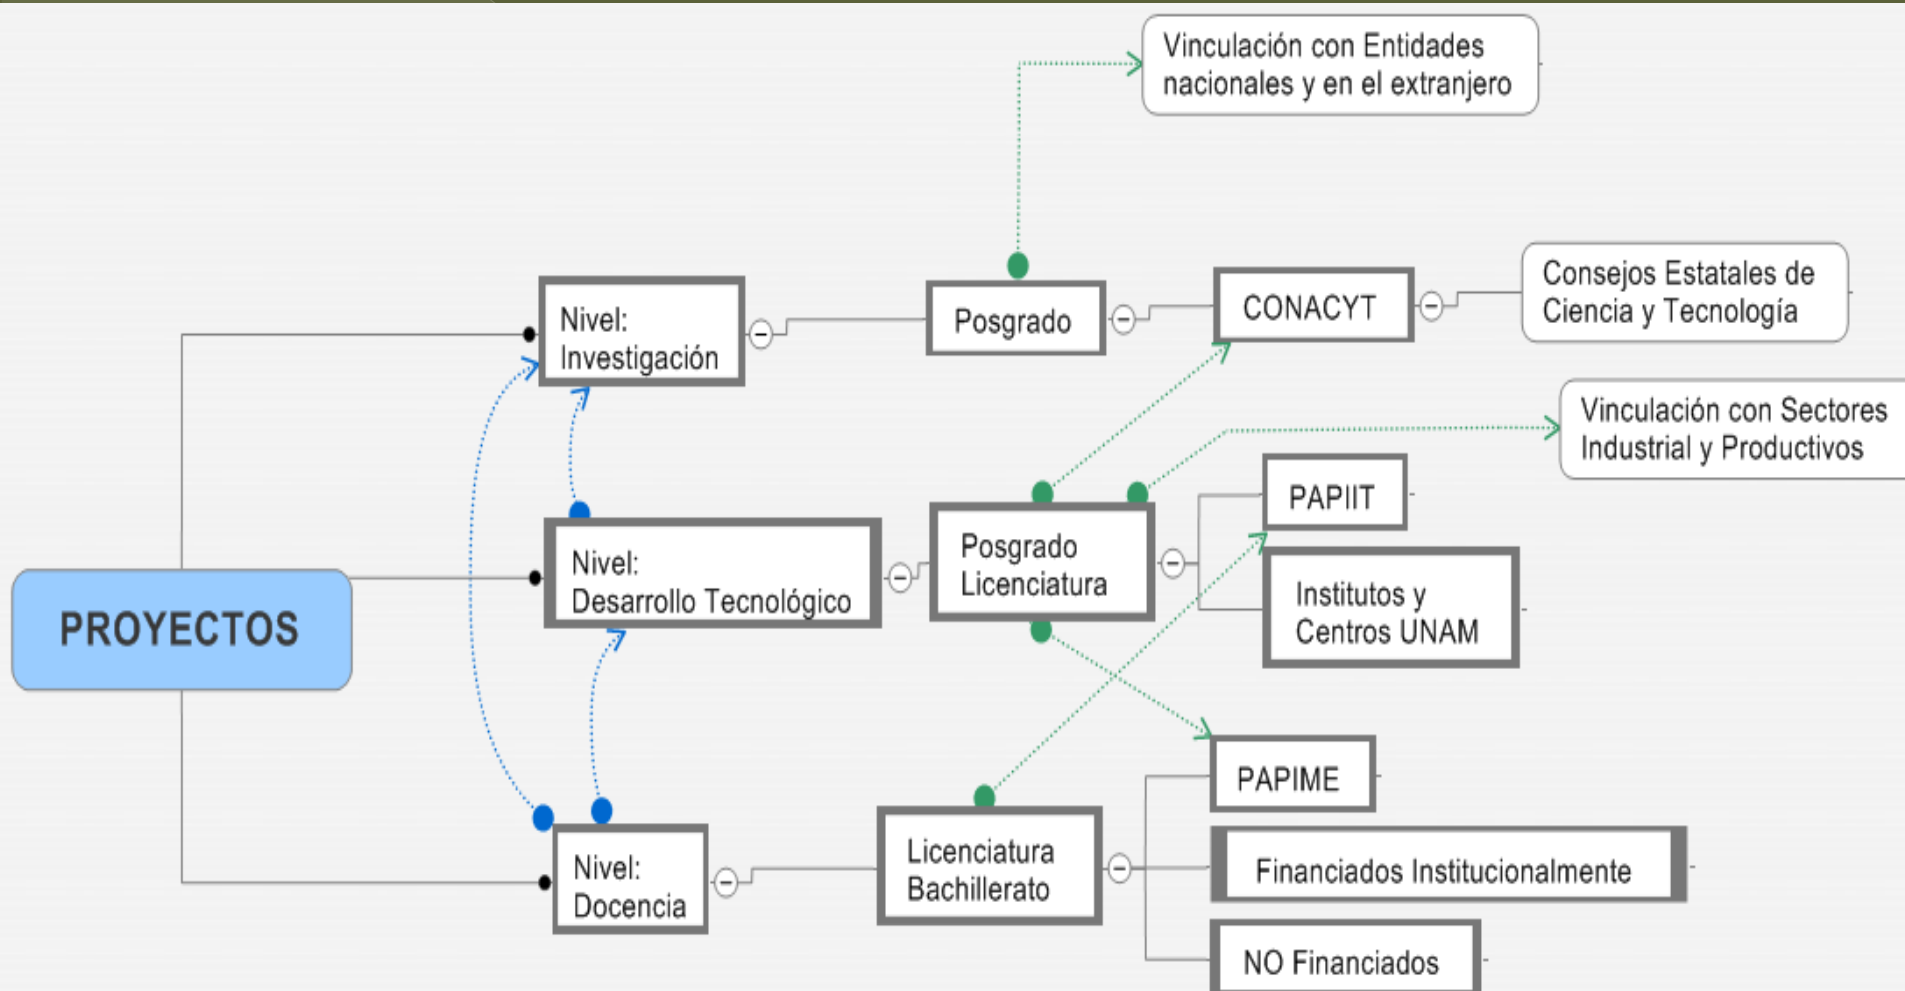 Vinculación con Entidades
nacionales y en el extranjero
Nivel:
Investigación
Posgrado
CONACYT
Consejos Estatales de
Ciencia y Tecnología
Vinculación con Sectores
Industrial y Productivos
PROYECTOS
Nivel:
Desarrollo Tecnológico
Posgrado
Licenciatura
PAPIIT
Institutos y
Centros UNAM
Nivel:
Docencia
Licenciatura
Bachillerato
PAPIME
Financiados Institucionalmente
NO Financiados